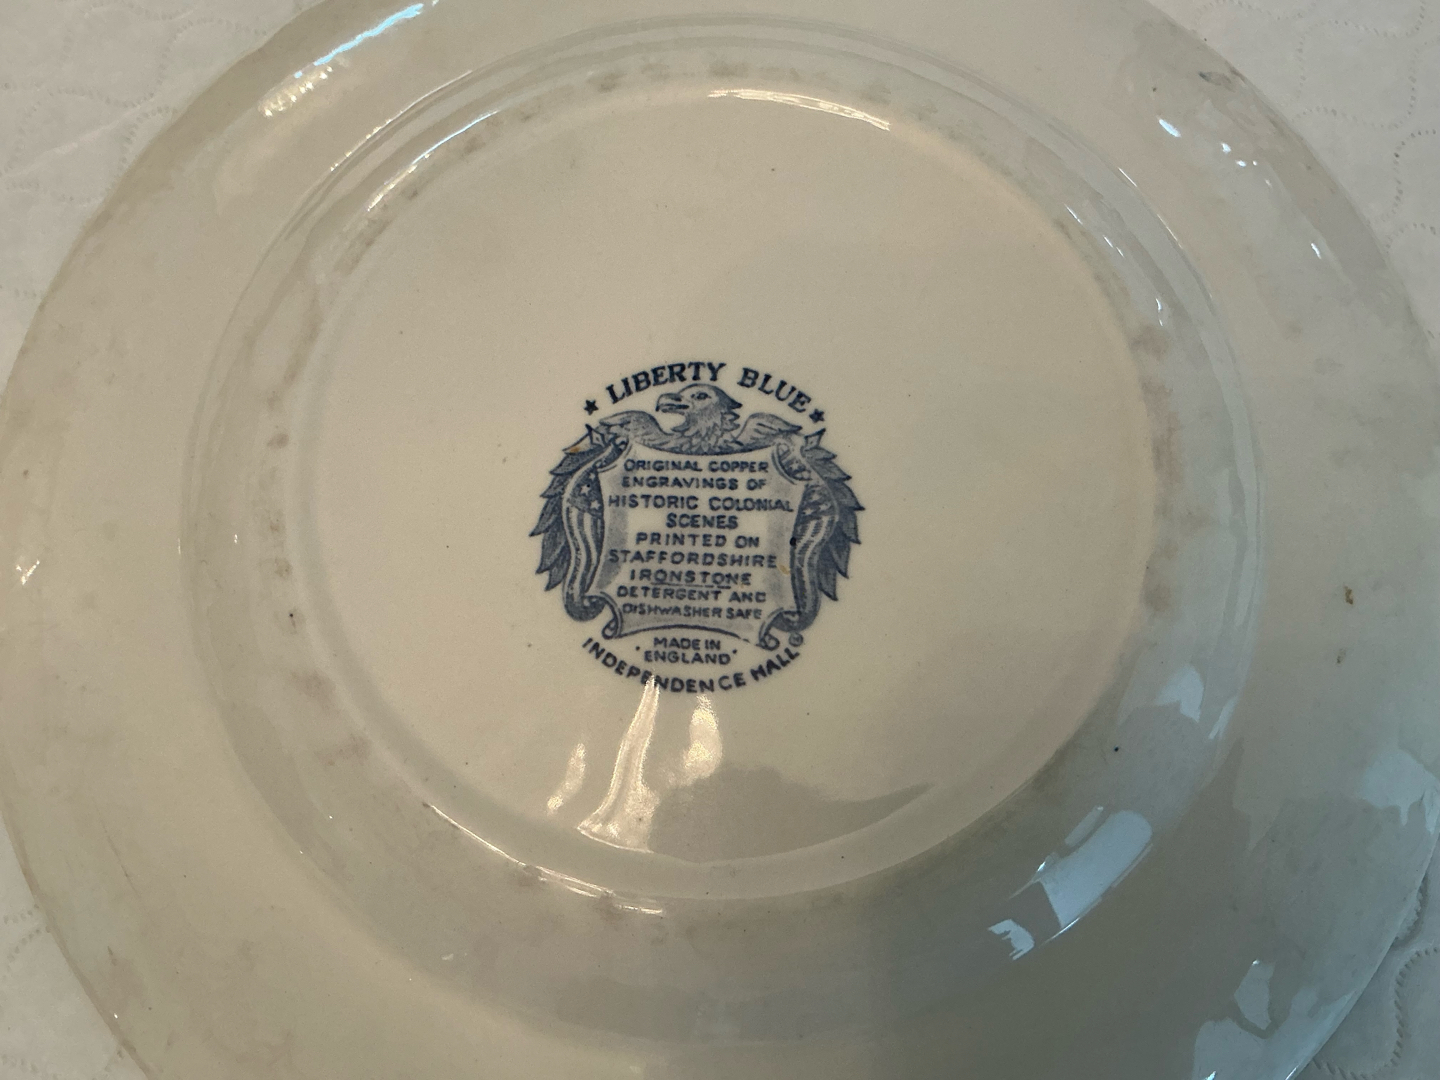 ★ LIBERTY BLUE ★
ORIGINAL COPPER
ENGRAVINGS OF
HISTORIC COLONIAL
SCENES
PRINTED ON
STAFFORDSHIRE
IRONSTONE
DETERGENT AND
DISHWASHER SAFE
· MADE IN
ENGLAND ·
INDEPENDENCE HALL ®